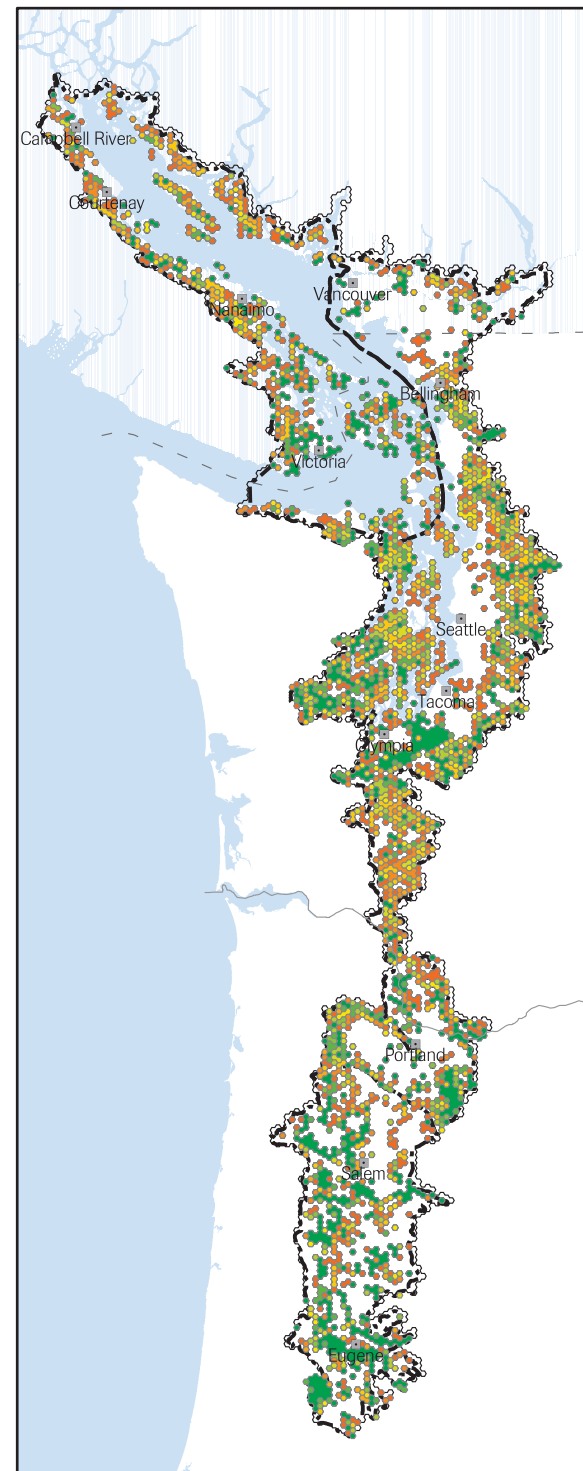 Campbell River
Courtenay
Vancouver
Nanaimo
Bellingham
Victoria
Seattle
Tacoma
Olympia
Portland
Salem
Eugene